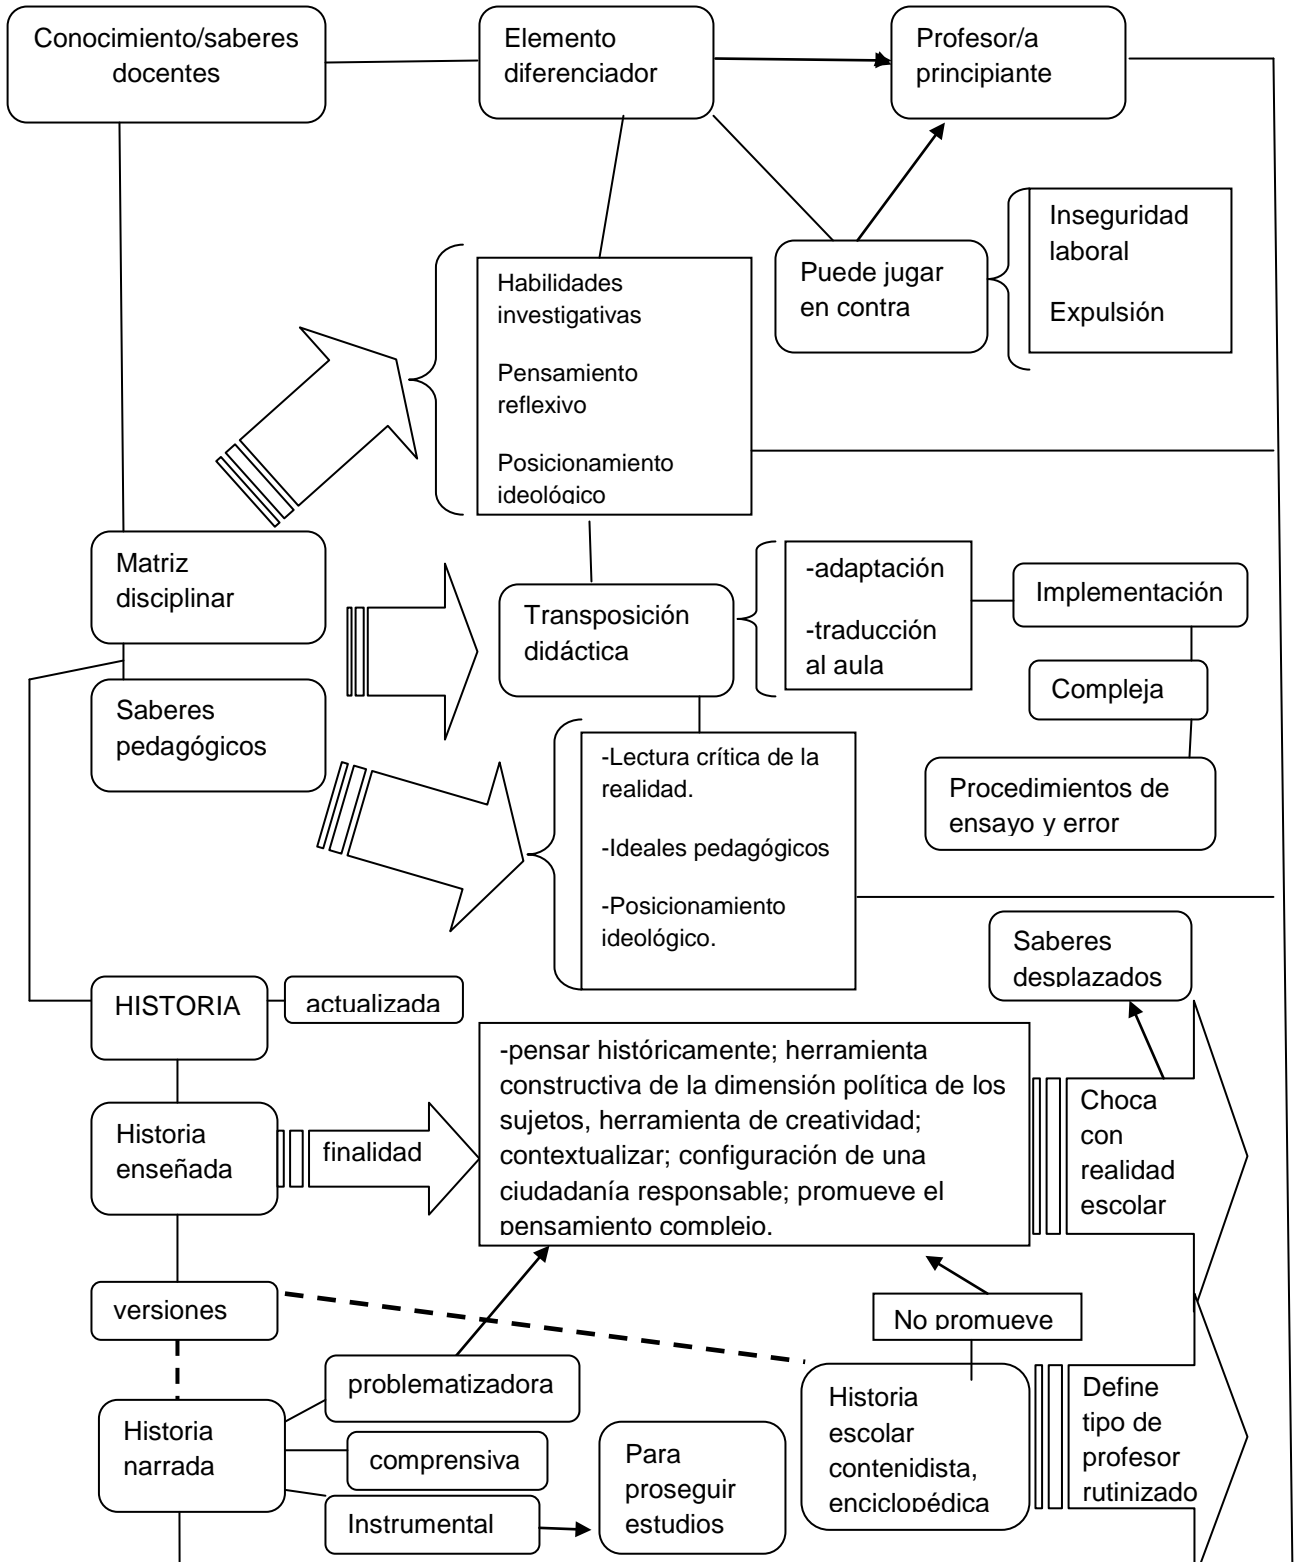 Conocimiento/saberes
docentes
Elemento
diferenciador
Profesor/a
principiante
Inseguridad
laboral
Expulsión
Puede jugar
en contra
Habilidades
investigativas
Pensamiento
reflexivo
Posicionamiento
ideológico
Matriz
disciplinar
Transposición
didáctica
-adaptación
-traducción
al aula
Implementación
Compleja
Procedimientos de
ensayo y error
Saberes
pedagógicos
-Lectura crítica de la
realidad.
-Ideales pedagógicos
-Posicionamiento
ideológico.
Saberes
desplazados
HISTORIA
actualizada
-pensar históricamente; herramienta
constructiva de la dimensión política de los
sujetos, herramienta de creatividad;
contextualizar; configuración de una
ciudadanía responsable; promueve el
pensamiento complejo.
Choca
con
realidad
escolar
Historia
enseñada
finalidad
versiones
No promueve
problematizadora
Historia
narrada
comprensiva
Instrumental
Para
proseguir
estudios
Historia
escolar
contenidista,
enciclopédica
Define
tipo de
profesor
rutinizado